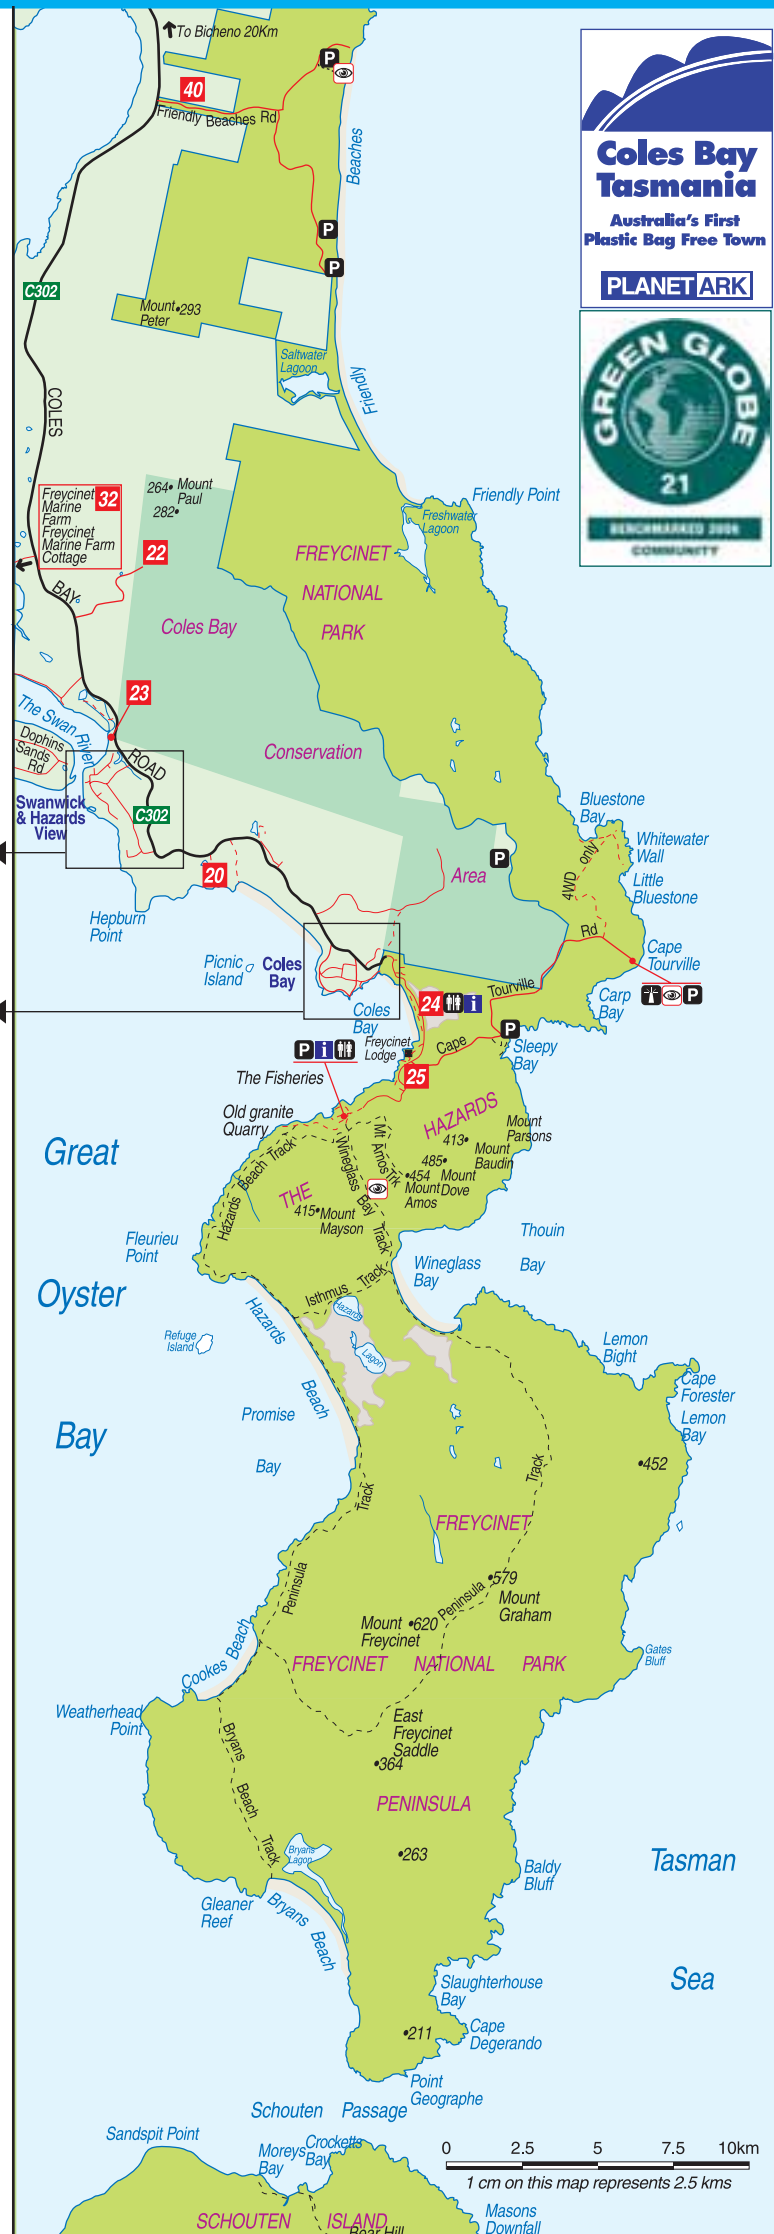 To Bicheno 20Km
P
40
Friendly Beaches Rd
Beaches
Coles Bay
Tasmania
Australia's First
Plastic Bag Free Town
PLANET ARK
P
P
C302
Mount
Peter
293
Saltwater
Lagoon
Friendly
GREEN GLOBE
21
BENCHMARKED 2006
COMMUNITY
COLES
264
Mount
Paul
282
32
Freycinet
Marine
Farm
Freycinet
Marine Farm
Cottage
22
BAY
Friendly Point
Freshwater
Lagoon
FREYCINET
NATIONAL
PARK
Coles Bay
23
The Swan River
Dophins
Sands
Rd
ROAD
Conservation
Swanwick
& Hazards
View
C302
Bluestone
Bay
Whitewater
Wall
4WD only
Little
Bluestone
P
Area
20
Hepburn
Point
Rd
Cape
Tourville
Picnic
Island
Coles
Bay
24
i
Tourville
P
Carp
Bay
Coles
Bay
Freycinet
Lodge
P
Cape
Sleepy
Bay
P i
The Fisheries
25
Old granite
Quarry
HAZARDS
Mount
Parsons
413
Mount
Baudin
485
Mount
Dove
454
Mount
Amos
Great
Hazards Beach Track
Wineglass Bay Track
Mt Amos Trk
THE
415
Mount
Mayson
Fleurieu
Point
Thouin
Bay
Wineglass
Bay
Oyster
Isthmus Track
Hazards
Lagon
Hazards
Beach
Refuge
Island
Lemon
Bight
Cape
Forester
Lemon
Bay
Promise
Bay
Bay
452
Track
Track
FREYCINET
Peninsula
Peninsula
579
Mount
Graham
Mount
Freycinet
620
Cookes Beach
FREYCINET NATIONAL PARK
Gates
Bluff
Weatherhead
Point
East
Freycinet
Saddle
364
Bryans
Beach
Track
PENINSULA
263
Bryans
Lagon
Tasman
Baldy
Bluff
Gleaner
Reef
Bryans
Beach
Sea
Slaughterhouse
Bay
211
Cape
Degerando
Point
Geographe
Schouten Passage
Sandspit Point
Moreys
Bay
Crocketts
Bay
0 2.5 5 7.5 10km
1 cm on this map represents 2.5 kms
SCHOUTEN ISLAND
Bear Hill
Masons
Downfall